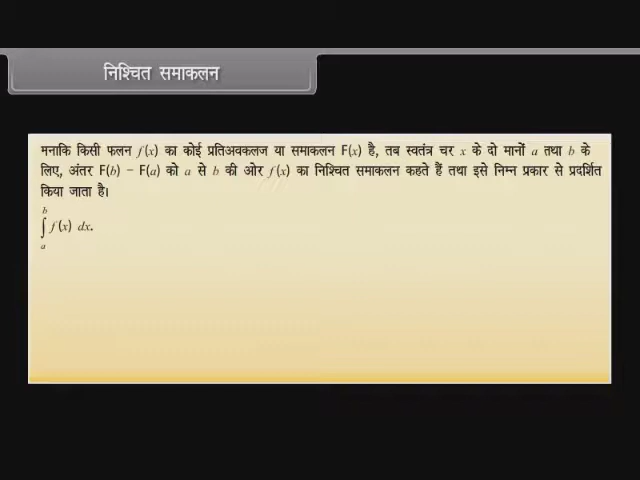 निश्चित समाकलन
मनाकि किसी फलन f(x) का कोई प्रतिअवकलज या समाकलन F(x) है, तब स्वतंत्र चर x के दो मानों a तथा b के
लिए, अंतर F(b) − F(a) को a से b की ओर f(x) का निश्चित समाकलन कहते हैं तथा इसे निम्न प्रकार से प्रदर्शित
किया जाता है।
b
∫ f(x) dx.
a